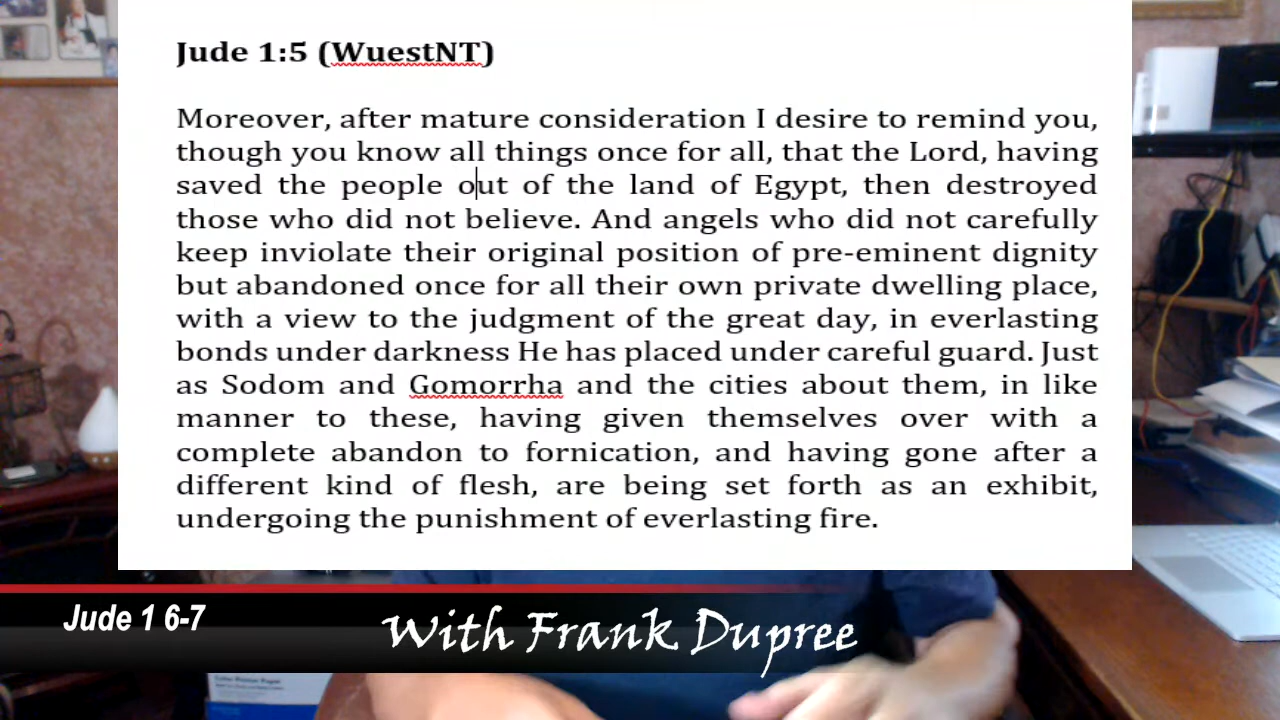 Jude 1:5 (WuestNT)
Moreover, after mature consideration I desire to remind you,
though you know all things once for all, that the Lord, having
saved the people out of the land of Egypt, then destroyed
those who did not believe. And angels who did not carefully
keep inviolate their original position of pre-eminent dignity
but abandoned once for all their own private dwelling place,
with a view to the judgment of the great day, in everlasting
bonds under darkness He has placed under careful guard. Just
as Sodom and Gomorrha and the cities about them, in like
manner to these, having given themselves over with a
complete abandon to fornication, and having gone after a
different kind of flesh, are being set forth as an exhibit,
undergoing the punishment of everlasting fire.
Jude 1 6-7
With Frank Dupree
Color Printer Paper